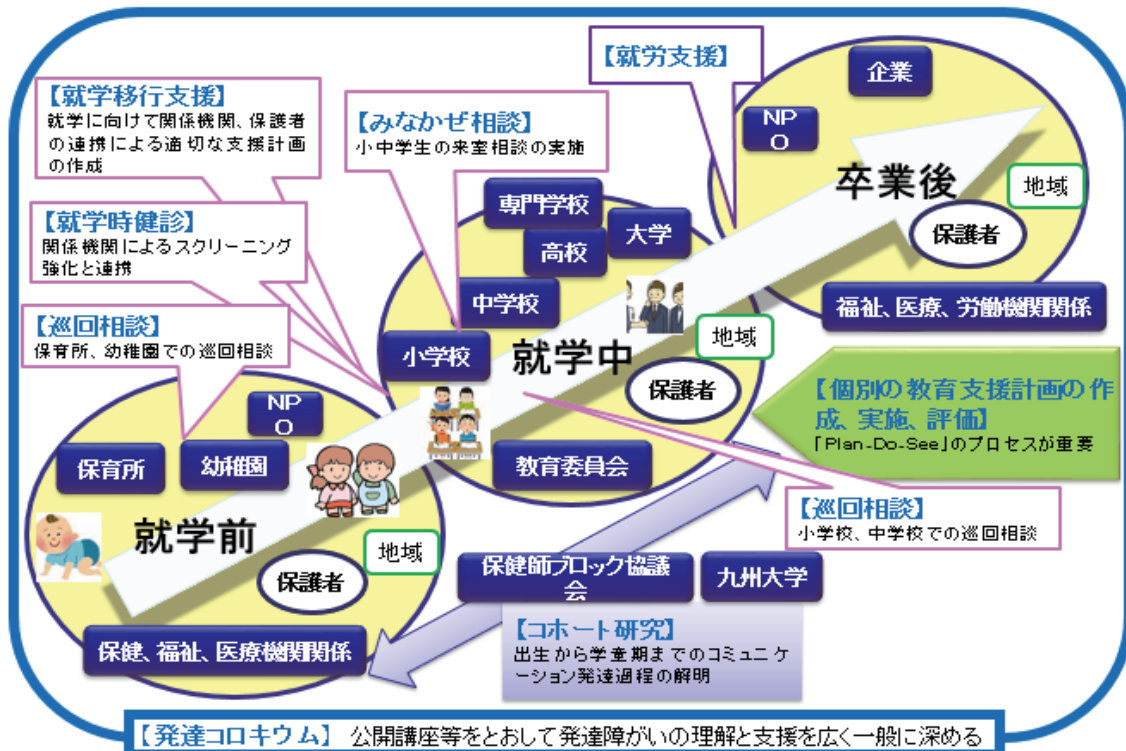 【就学移行支援】
就学に向けて関係機関、保護者
の連携による適切な支援計画
の作成
【就学時健診】
関係機関によるスクリーニング
強化と連携
【巡回相談】
保育所、幼稚園での巡回相談
【みなかぜ相談】
小中学生の来室相談の実施
【就労支援】
企業
NP
O
卒業後
地域
保護者
福祉、医療、労働機関関係
専門学校
大学
高校
中学校
小学校
就学中
地域
保護者
教育委員会
【個別の教育支援計画の作
成、実施、評価】
「Plan-Do-See」のプロセスが重要
【巡回相談】
小学校、中学校での巡回相談
NP
O
保育所
幼稚園
就学前
地域
保護者
保健、福祉、医療機関関係
保健師ブロック協議
会
九州大学
【コホート研究】
出生から学童期までのコミュニケ
ーション発達過程の解明
【発達コロキウム】 公開講座等をとおして発達障がいの理解と支援を広く一般に深める